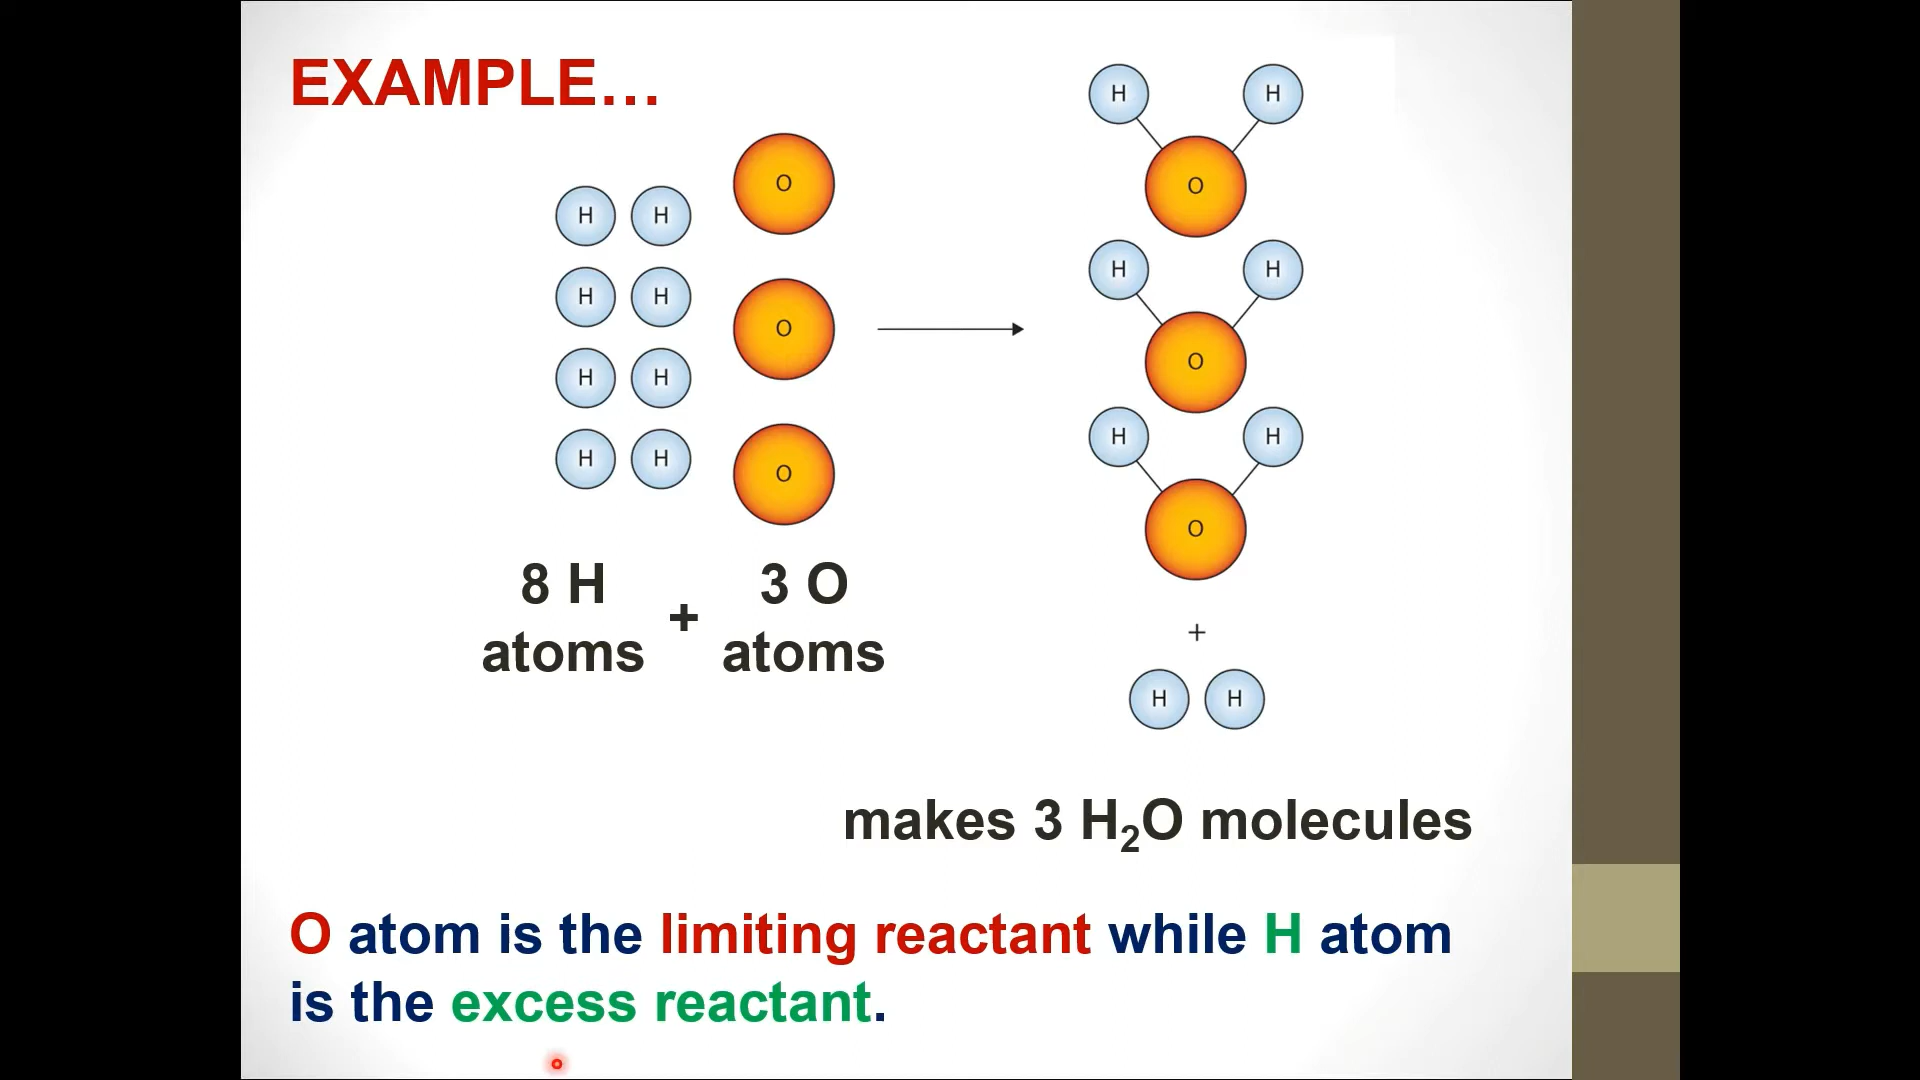 EXAMPLE…
H H
H H
H H
H H
O
O
O
H H
O
H H
O
H H
O
+
H H
8 H
atoms
+
3 O
atoms
makes 3 H₂O molecules
O atom is the limiting reactant while H atom
is the excess reactant.